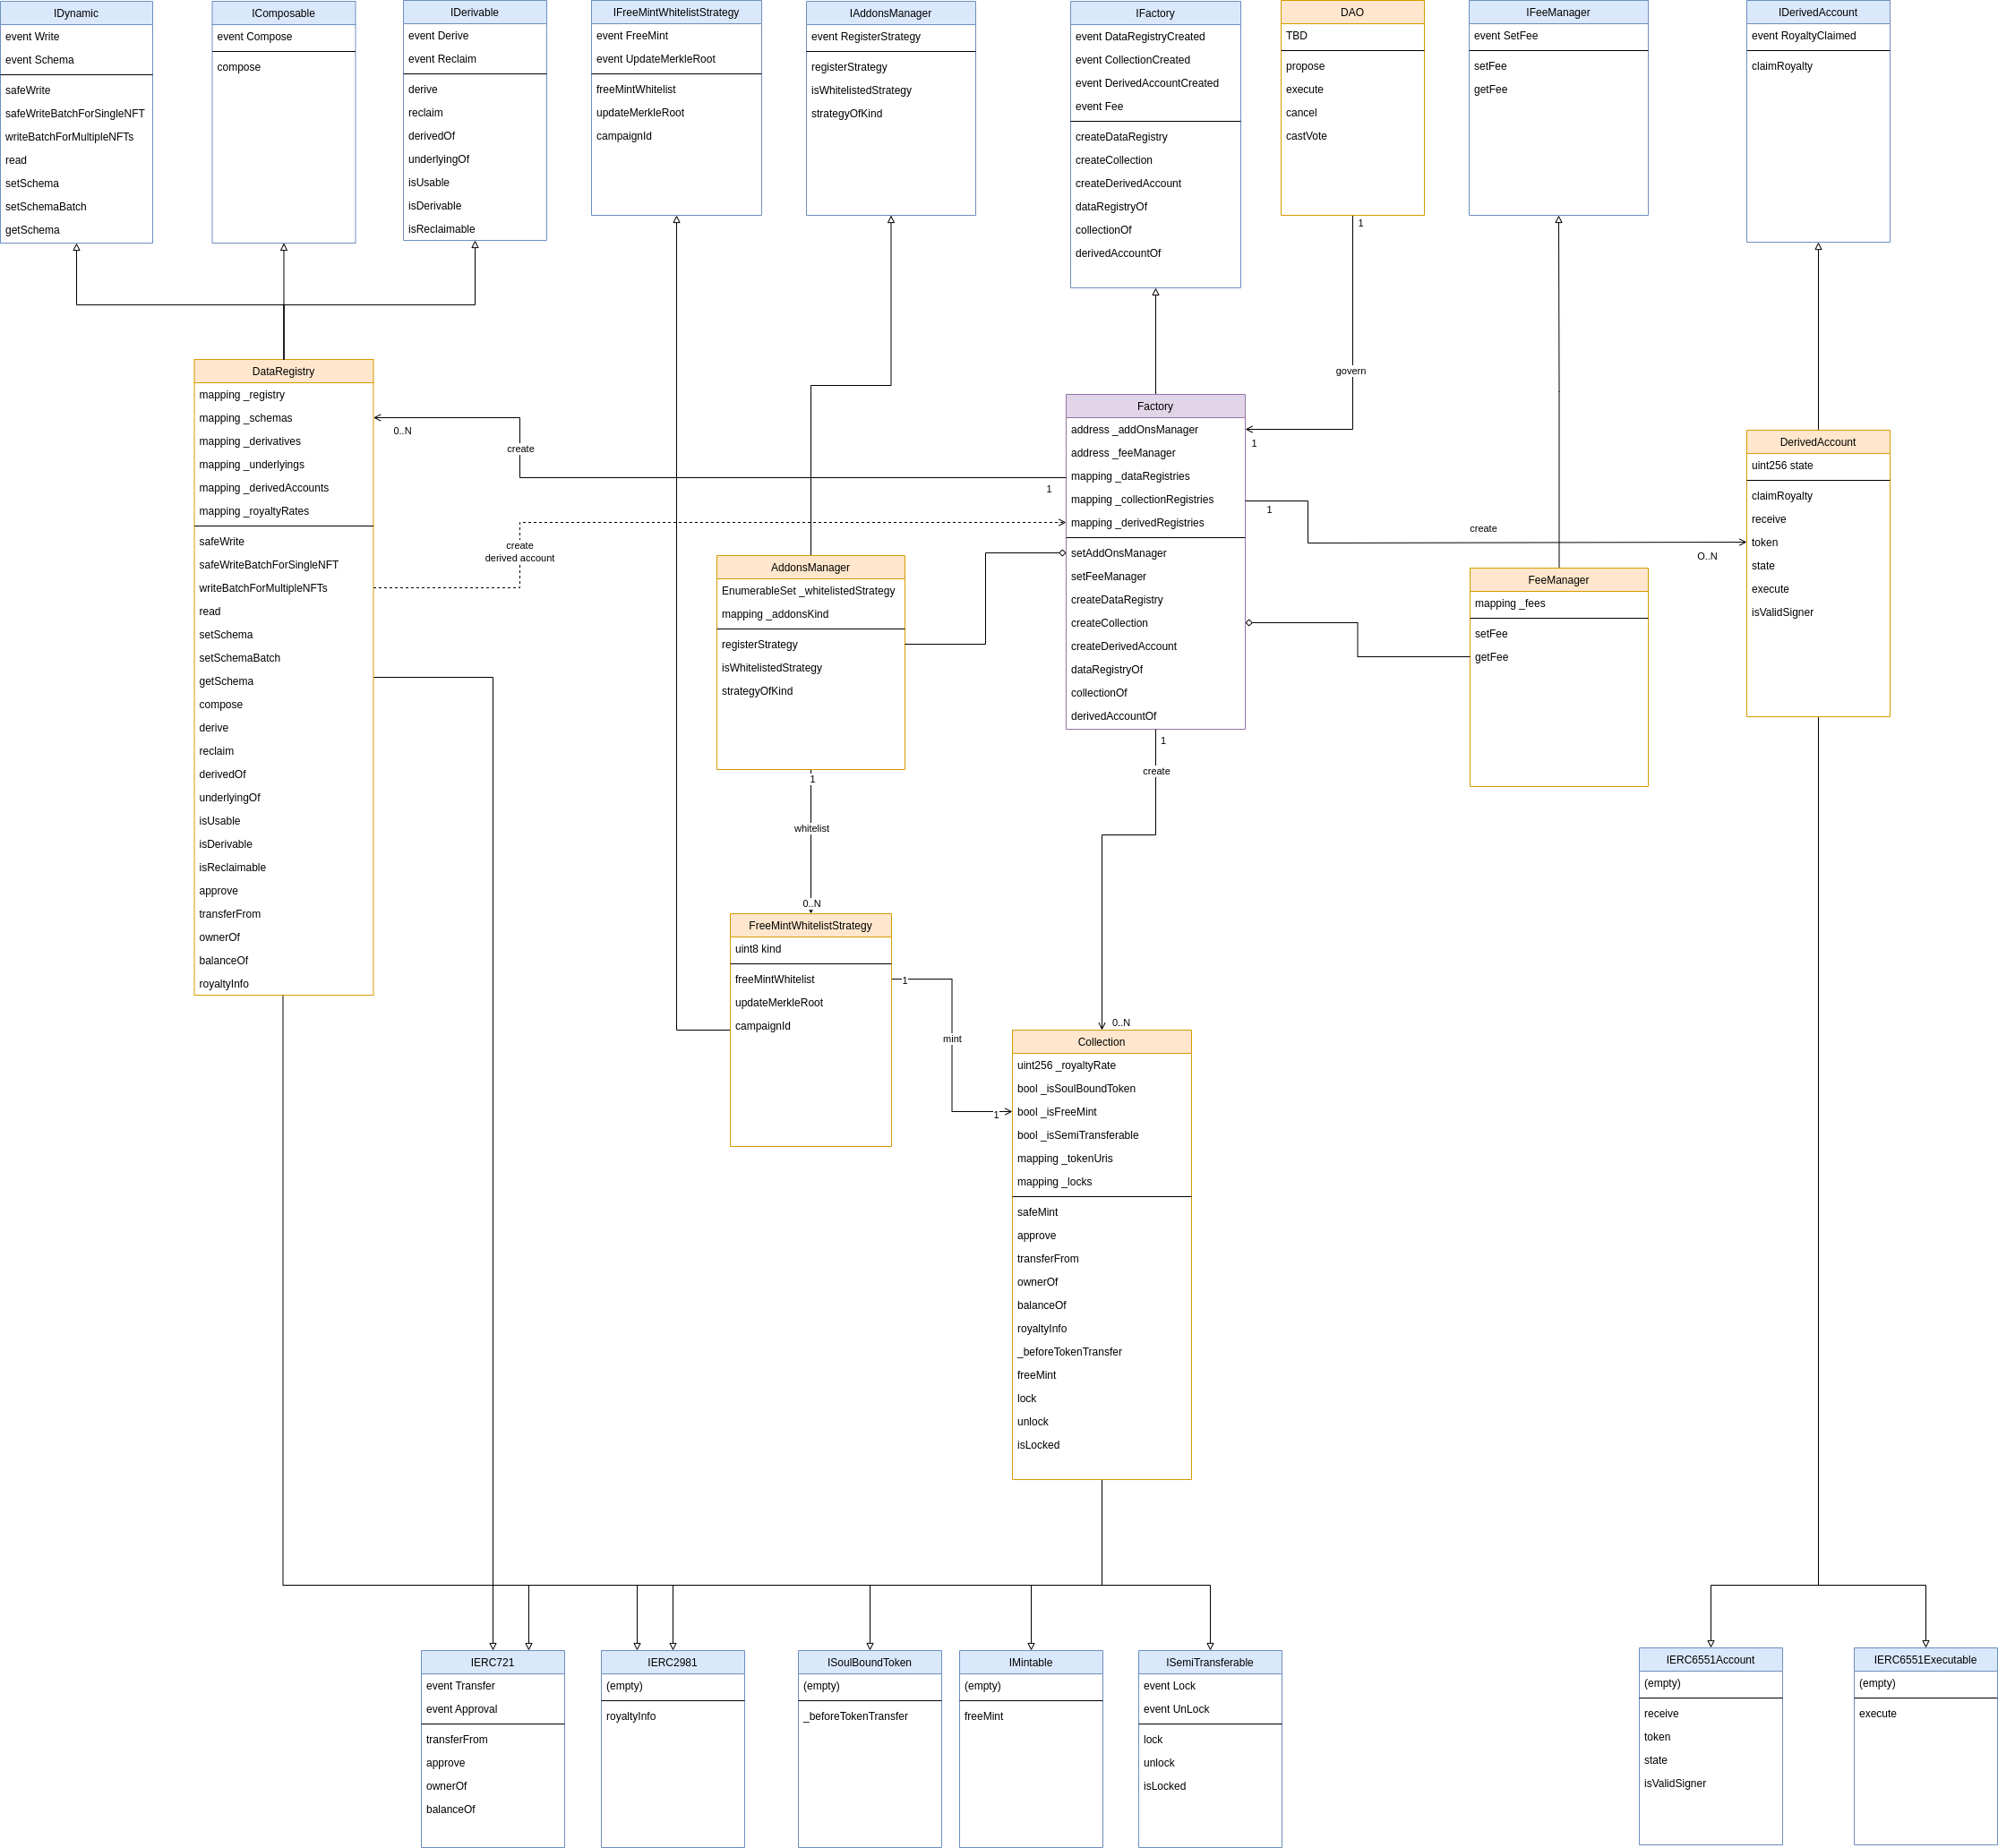 IDynamic
event Write
event Schema
safeWrite
safeWriteBatchForSingleNFT
writeBatchForMultipleNFTs
read
setSchema
setSchemaBatch
getSchema
IComposable
event Compose
compose
IDerivable
event Derive
event Reclaim
derive
reclaim
derivedOf
underlyingOf
isUsable
isDerivable
isReclaimable
IFreeMintWhitelistStrategy
event FreeMint
event UpdateMerkleRoot
freeMintWhitelist
updateMerkleRoot
campaignId
IAddonsManager
event RegisterStrategy
registerStrategy
isWhitelistedStrategy
strategyOfKind
IFactory
event DataRegistryCreated
event CollectionCreated
event DerivedAccountCreated
event Fee
createDataRegistry
createCollection
createDerivedAccount
dataRegistryOf
collectionOf
derivedAccountOf
DAO
TBD
propose
execute
cancel
castVote
IFeeManager
event SetFee
setFee
getFee
IDerivedAccount
event RoyaltyClaimed
claimRoyalty
1
govern
1
DataRegistry
mapping _registry
mapping _schemas
mapping _derivatives
mapping _underlyings
mapping _derivedAccounts
mapping _royaltyRates
safeWrite
safeWriteBatchForSingleNFT
writeBatchForMultipleNFTs
read
setSchema
setSchemaBatch
getSchema
compose
derive
reclaim
derivedOf
underlyingOf
isUsable
isDerivable
isReclaimable
approve
transferFrom
ownerOf
balanceOf
royaltyInfo
0..N
create
1
create
derived account
AddonsManager
EnumerableSet _whitelistedStrategy
mapping _addonsKind
registerStrategy
isWhitelistedStrategy
strategyOfKind
Factory
address _addOnsManager
address _feeManager
mapping _dataRegistries
mapping _collectionRegistries
mapping _derivedRegistries
setAddOnsManager
setFeeManager
createDataRegistry
createCollection
createDerivedAccount
dataRegistryOf
collectionOf
derivedAccountOf
1
create
O..N
FeeManager
mapping _fees
setFee
getFee
DerivedAccount
uint256 state
claimRoyalty
receive
token
state
execute
isValidSigner
1
whitelist
0..N
1
create
0..N
FreeMintWhitelistStrategy
uint8 kind
freeMintWhitelist
updateMerkleRoot
campaignId
1
mint
1
Collection
uint256 _royaltyRate
bool _isSoulBoundToken
bool _isFreeMint
bool _isSemiTransferable
mapping _tokenUris
mapping _locks
safeMint
approve
transferFrom
ownerOf
balanceOf
royaltyInfo
_beforeTokenTransfer
freeMint
lock
unlock
isLocked
IERC721
event Transfer
event Approval
transferFrom
approve
ownerOf
balanceOf
IERC2981
(empty)
royaltyInfo
ISoulBoundToken
(empty)
_beforeTokenTransfer
IMintable
(empty)
freeMint
ISemiTransferable
event Lock
event UnLock
lock
unlock
isLocked
IERC6551Account
(empty)
receive
token
state
isValidSigner
IERC6551Executable
(empty)
execute